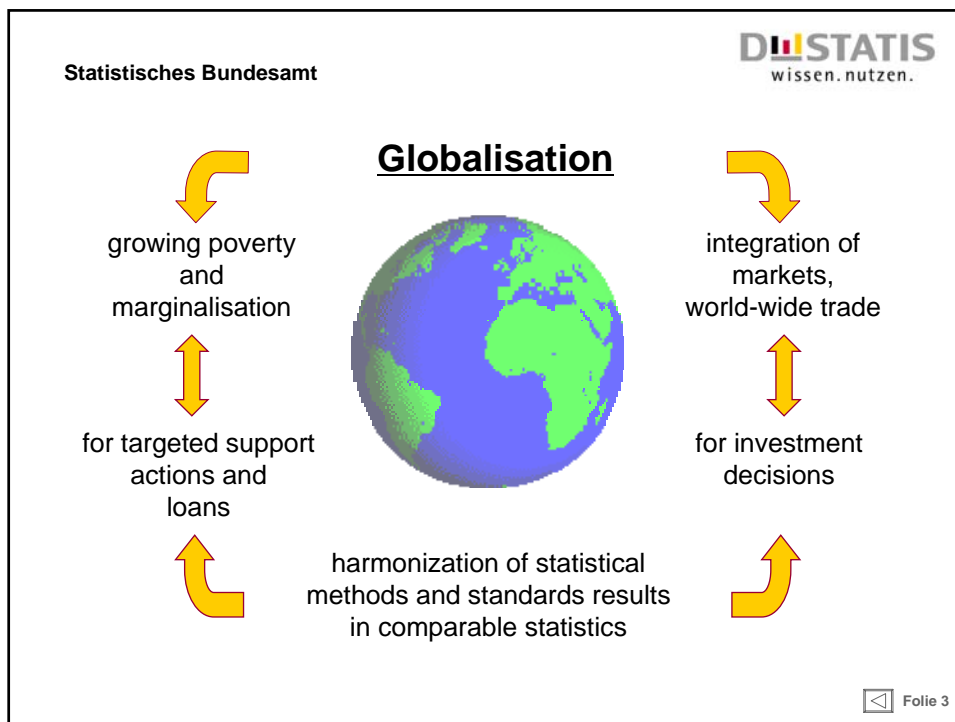 Statistisches Bundesamt
DESTATIS
wissen.nutzen.
Globalisation
growing poverty
and
marginalisation
integration of
markets,
world-wide trade
for targeted support
actions and
loans
for investment
decisions
harmonization of statistical
methods and standards results
in comparable statistics
Folie 3